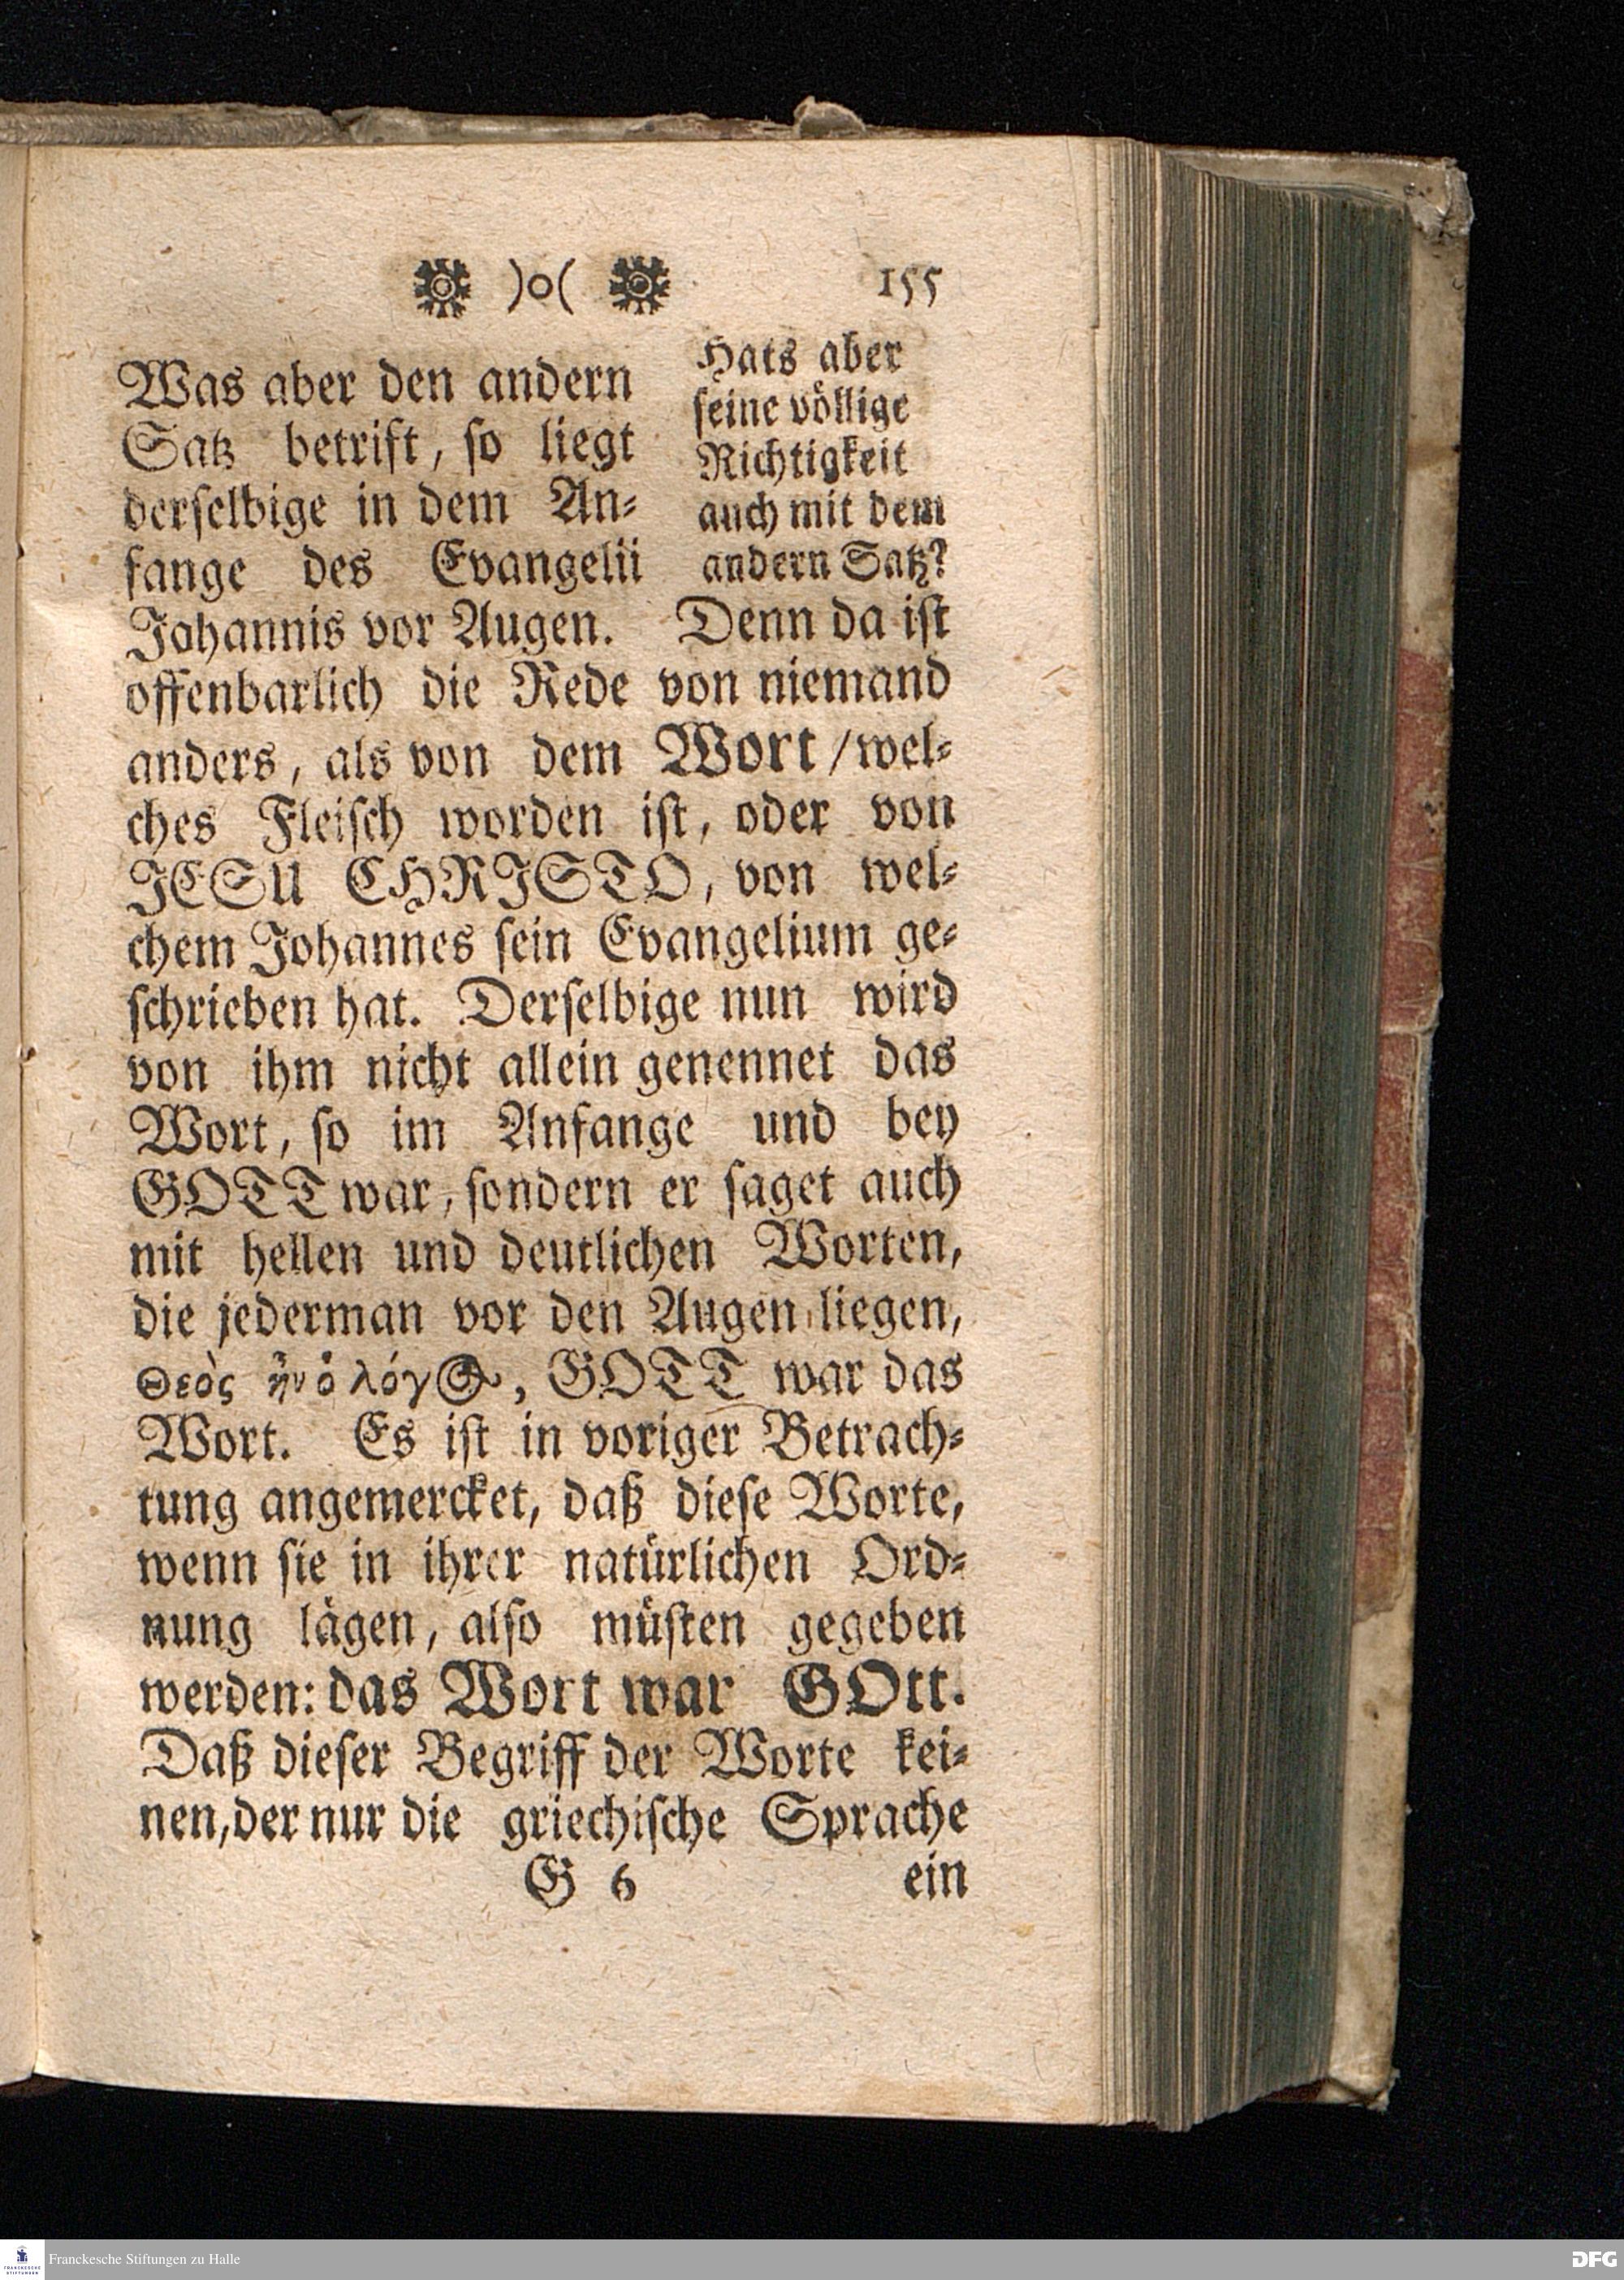 )o( 155
Hats aber
seine völlige
Richtigkeit
auch mit dem
andern Satz?
Was aber den andern
Satz betrift, so liegt
derselbige in dem An=
fange des Evangelii
Johannis vor Augen. Denn da ist
offenbarlich die Rede von niemand
anders, als von dem Wort / wel=
ches Fleisch worden ist, oder von
JESU CHRISTO, von wel=
chem Johannes sein Evangelium ge=
schrieben hat. Derselbige nun wird
von ihm nicht allein genennet das
Wort, so im Anfange und bey
GOTT war, sondern er saget auch
mit hellen und deutlichen Worten,
die jederman vor den Augen liegen,
Θεὸς ἦν ὁ λόγος, GOTT war das
Wort. Es ist in voriger Betrach=
tung angemercket, daß diese Worte,
wenn sie in ihrer natürlichen Ord=
nung lägen, also müsten gegeben
werden: das Wort war GOtt.
Daß dieser Begriff der Worte kei=
nen, der nur die griechische Sprache
G 6 ein
Franckesche Stiftungen zu Halle
DFG